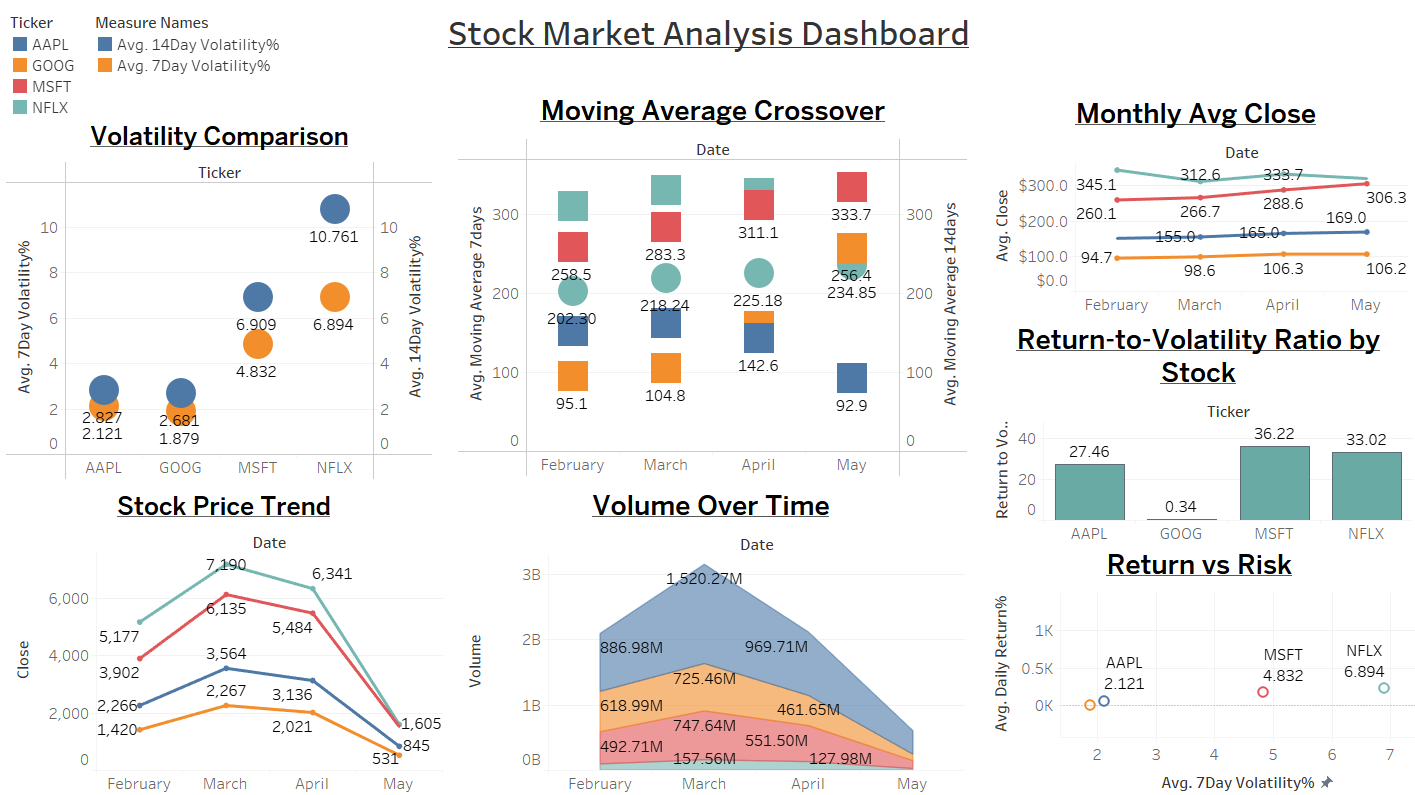 Stock Market Analysis Dashboard
Ticker
AAPL
GOOG
MSFT
NFLX
Measure Names
Avg. 14Day Volatility%
Avg. 7Day Volatility%
Volatility Comparison
Ticker
Avg. 7Day Volatility%
10
8
6
4
2
0
10.761
6.909
6.894
4.832
2.827
2.121
2.681
1.879
10
8
6
4
2
0
Avg. 14Day Volatility%
AAPL GOOG MSFT NFLX
Moving Average Crossover
Date
Avg. Moving Average 7days
300
200
100
0
258.5
202.30
95.1
283.3
218.24
104.8
311.1
225.18
142.6
333.7
256.4
234.85
92.9
300
200
100
0
Avg. Moving Average 14days
February March April May
Monthly Avg Close
Date
Avg. Close
$300.0
$200.0
$100.0
$0.0
345.1 312.6 333.7
260.1 266.7 288.6 306.3
155.0 165.0 169.0
94.7 98.6 106.3 106.2
February March April May
Return-to-Volatility Ratio by
Stock
Ticker
Return to Vo..
40
20
0
27.46 0.34 36.22 33.02
AAPL GOOG MSFT NFLX
Stock Price Trend
Date
Close
6,000
4,000
2,000
0
5,177 7,190 6,341
3,902 6,135 5,484 1,605
2,266 3,564 3,136 845
1,420 2,267 2,021 531
February March April May
Volume Over Time
Date
Volume
3B
2B
1B
0B
886.98M 1,520.27M 969.71M
618.99M 725.46M 461.65M
492.71M 747.64M 551.50M
157.56M 127.98M
February March April May
Return vs Risk
Avg. Daily Return%
1K
0.5K
0K
AAPL
2.121
MSFT
4.832
NFLX
6.894
2 3 4 5 6 7
Avg. 7Day Volatility%